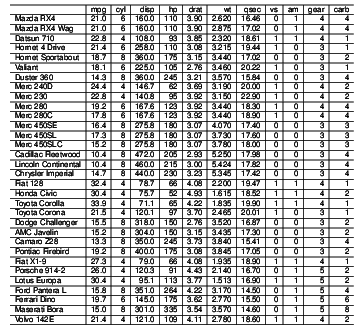 mpg cyl disp hp drat wt qsec vs am gear carb
Mazda RX4 21.0 6 160.0 110 3.90 2.620 16.46 0 1 4 4
Mazda RX4 Wag 21.0 6 160.0 110 3.90 2.875 17.02 0 1 4 4
Datsun 710 22.8 4 108.0 93 3.85 2.320 18.61 1 1 4 1
Hornet 4 Drive 21.4 6 258.0 110 3.08 3.215 19.44 1 0 3 1
Hornet Sportabout 18.7 8 360.0 175 3.15 3.440 17.02 0 0 3 2
Valiant 18.1 6 225.0 105 2.76 3.460 20.22 1 0 3 1
Duster 360 14.3 8 360.0 245 3.21 3.570 15.84 0 0 3 4
Merc 240D 24.4 4 146.7 62 3.69 3.190 20.00 1 0 4 2
Merc 230 22.8 4 140.8 95 3.92 3.150 22.90 1 0 4 2
Merc 280 19.2 6 167.6 123 3.92 3.440 18.30 1 0 4 4
Merc 280C 17.8 6 167.6 123 3.92 3.440 18.90 1 0 4 4
Merc 450SE 16.4 8 275.8 180 3.07 4.070 17.40 0 0 3 3
Merc 450SL 17.3 8 275.8 180 3.07 3.730 17.60 0 0 3 3
Merc 450SLC 15.2 8 275.8 180 3.07 3.780 18.00 0 0 3 3
Cadillac Fleetwood 10.4 8 472.0 205 2.93 5.250 17.98 0 0 3 4
Lincoln Continental 10.4 8 460.0 215 3.00 5.424 17.82 0 0 3 4
Chrysler Imperial 14.7 8 440.0 230 3.23 5.345 17.42 0 0 3 4
Fiat 128 32.4 4 78.7 66 4.08 2.200 19.47 1 1 4 1
Honda Civic 30.4 4 75.7 52 4.93 1.615 18.52 1 1 4 2
Toyota Corolla 33.9 4 71.1 65 4.22 1.835 19.90 1 1 4 1
Toyota Corona 21.5 4 120.1 97 3.70 2.465 20.01 1 0 3 1
Dodge Challenger 15.5 8 318.0 150 2.76 3.520 16.87 0 0 3 2
AMC Javelin 15.2 8 304.0 150 3.15 3.435 17.30 0 0 3 2
Camaro Z28 13.3 8 350.0 245 3.73 3.840 15.41 0 0 3 4
Pontiac Firebird 19.2 8 400.0 175 3.08 3.845 17.05 0 0 3 2
Fiat X1-9 27.3 4 79.0 66 4.08 1.935 18.90 1 1 4 1
Porsche 914-2 26.0 4 120.3 91 4.43 2.140 16.70 0 1 5 2
Lotus Europa 30.4 4 95.1 113 3.77 1.513 16.90 1 1 5 2
Ford Pantera L 15.8 8 351.0 264 4.22 3.170 14.50 0 1 5 4
Ferrari Dino 19.7 6 145.0 175 3.62 2.770 15.50 0 1 5 6
Maserati Bora 15.0 8 301.0 335 3.54 3.570 14.60 0 1 5 8
Volvo 142E 21.4 4 121.0 109 4.11 2.780 18.60 1 1 4 2